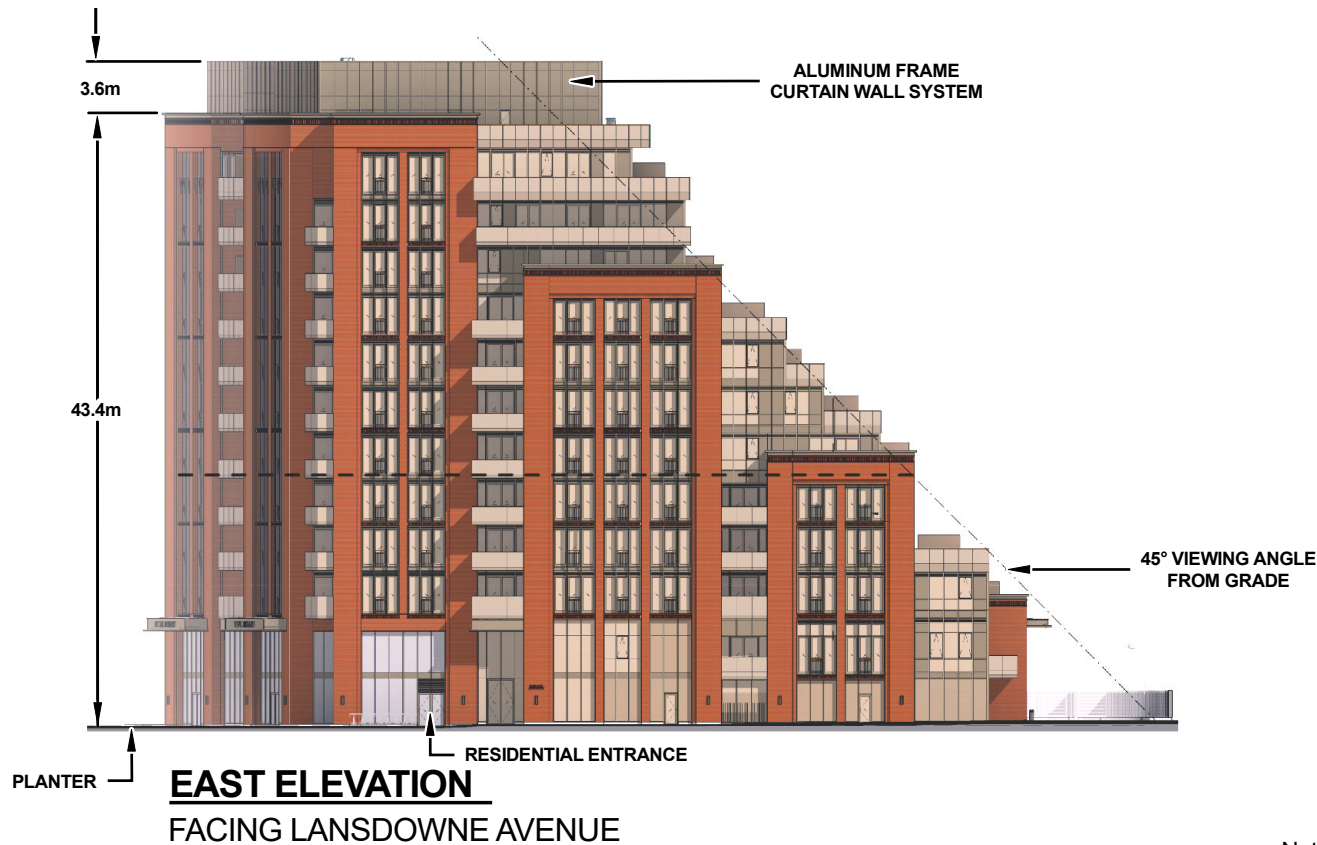 3.6m
ALUMINUM FRAME
CURTAIN WALL SYSTEM
43.4m
45° VIEWING ANGLE
FROM GRADE
RESIDENTIAL ENTRANCE
PLANTER
EAST ELEVATION
FACING LANSDOWNE AVENUE